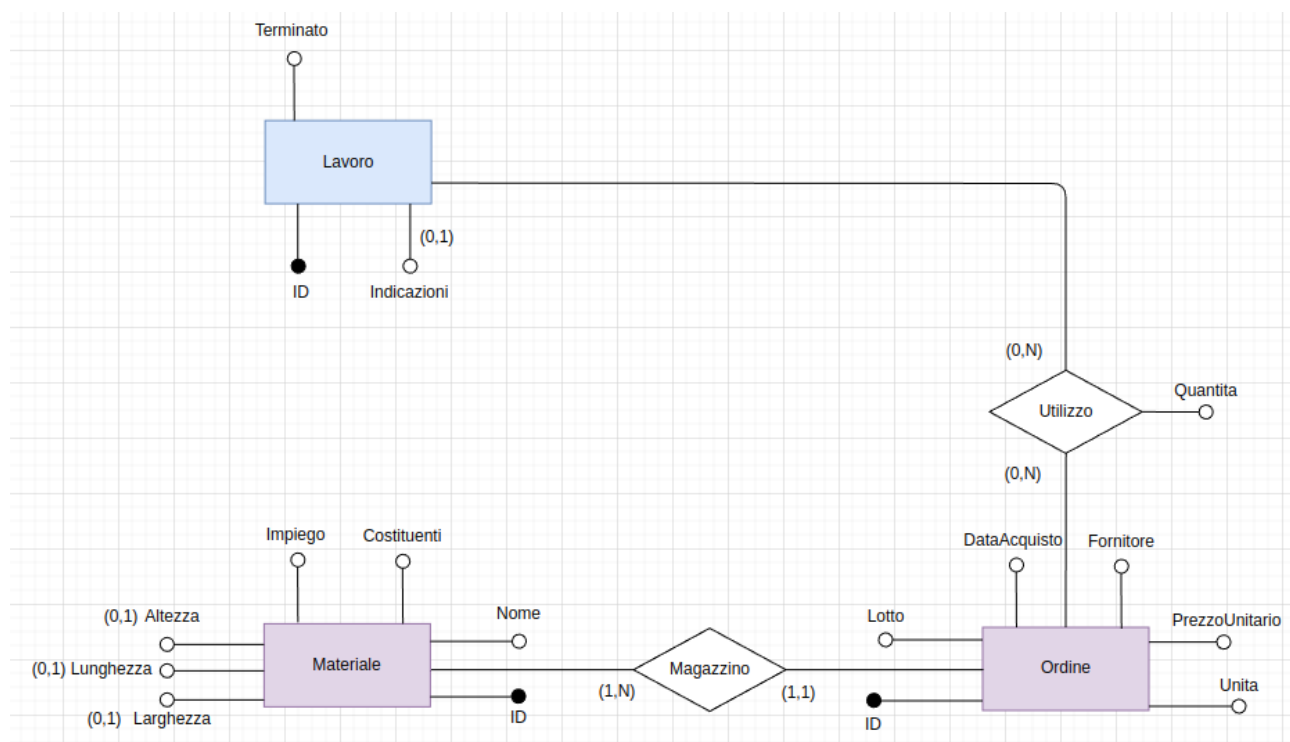 Terminato
Lavoro
(0,1)
ID
Indicazioni
(0,N)
Quantita
Utilizzo
(0,N)
Impiego
Costituenti
DataAcquisto
Fornitore
(0,1) Altezza
Nome
Lotto
PrezzoUnitario
(0,1) Lunghezza
Materiale
Magazzino
Ordine
(1,N)
(1,1)
Unita
(0,1) Larghezza
ID
ID